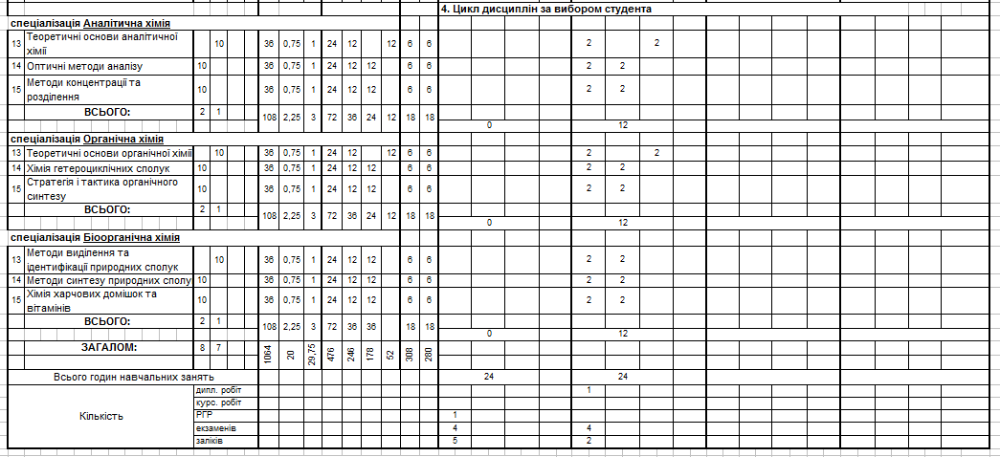 4. Цикл дисциплін за вибором студента
спеціалізація Аналітична хімія
13 Теоретичні основи аналітичної хімії 10 36 0,75 1 24 12 12 6 6 2 2
14 Оптичні методи аналізу 10 36 0,75 1 24 12 12 6 6 2 2
15 Методи концентрації та розділення 10 36 0,75 1 24 12 12 6 6 2 2
ВСЬОГО: 2 1 108 2,25 3 72 36 24 12 18 18
0 12
спеціалізація Органічна хімія
13 Теоретичні основи органічної хімії 10 36 0,75 1 24 12 12 6 6 2 2
14 Хімія гетероциклічних сполук 10 36 0,75 1 24 12 12 6 6 2 2
15 Стратегія і тактика органічного синтезу 10 36 0,75 1 24 12 12 6 6 2 2
ВСЬОГО: 2 1 108 2,25 3 72 36 24 12 18 18
0 12
спеціалізація Біоорганічна хімія
13 Методи виділення та ідентифікації природних сполук 10 36 0,75 1 24 12 12 6 6 2 2
14 Методи синтезу природних сполу 10 36 0,75 1 24 12 12 6 6 2 2
15 Хімія харчових домішок та вітамінів 10 36 0,75 1 24 12 12 6 6 2 2
ВСЬОГО: 2 1 108 2,25 3 72 36 36 18 18
0 12
ЗАГАЛОМ: 8 7 1064 20 29,75 476 246 178 52 308 280
Всього годин навчальних занять 24 24
Кількість
дипл. робіт 1
курс. робіт
РГР 1
екзаменів 4 4
заліків 5 2